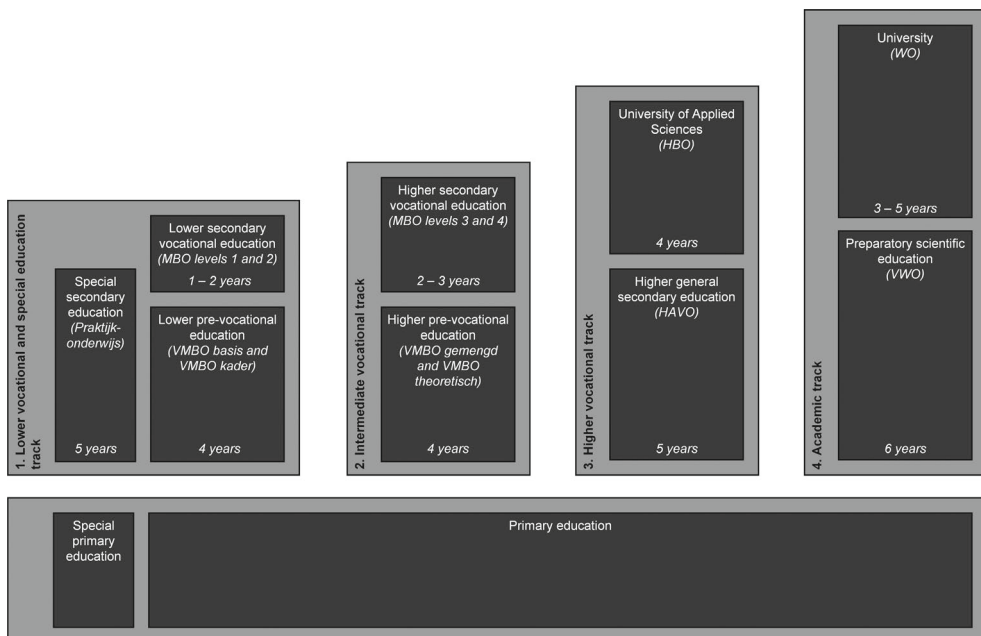 1. Lower vocational and special education
track
Special
secondary
education
(Praktijk-
onderwijs)
5 years
Lower secondary
vocational education
(MBO levels 1 and 2)
1 – 2 years
Lower pre-vocational
education
(VMBO basis and
VMBO kader)
4 years
2. Intermediate vocational track
Higher secondary
vocational education
(MBO levels 3 and 4)
2 – 3 years
Higher pre-vocational
education
(VMBO gemengd
and VMBO
theoretisch)
4 years
3. Higher vocational track
University of Applied
Sciences
(HBO)
4 years
Higher general
secondary education
(HAVO)
5 years
4. Academic track
University
(WO)
3 – 5 years
Preparatory scientific
education
(VWO)
6 years
Special
primary
education
Primary education